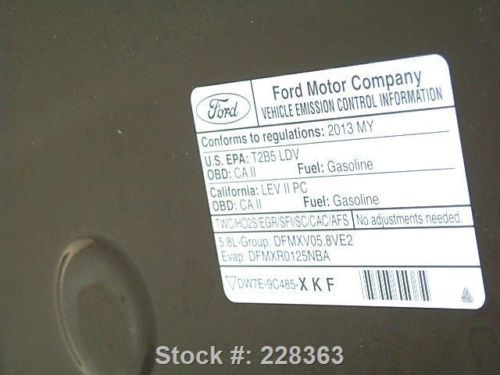 Ford
Ford Motor Company
VEHICLE EMISSION CONTROL INFORMATION
Conforms to regulations: 2013 MY
U.S. EPA: T2B5 LDV
OBD: CA II Fuel: Gasoline
California: LEV II PC
OBD: CA II Fuel: Gasoline
TWC/HO2S/EGR/SFI/SC/CAC/AFS No adjustments needed.
5.8L-Group: DFMXV05.8VE2
Evap: DFMXR0125NBA
DW7E-9C485-XKF
Stock #: 228363